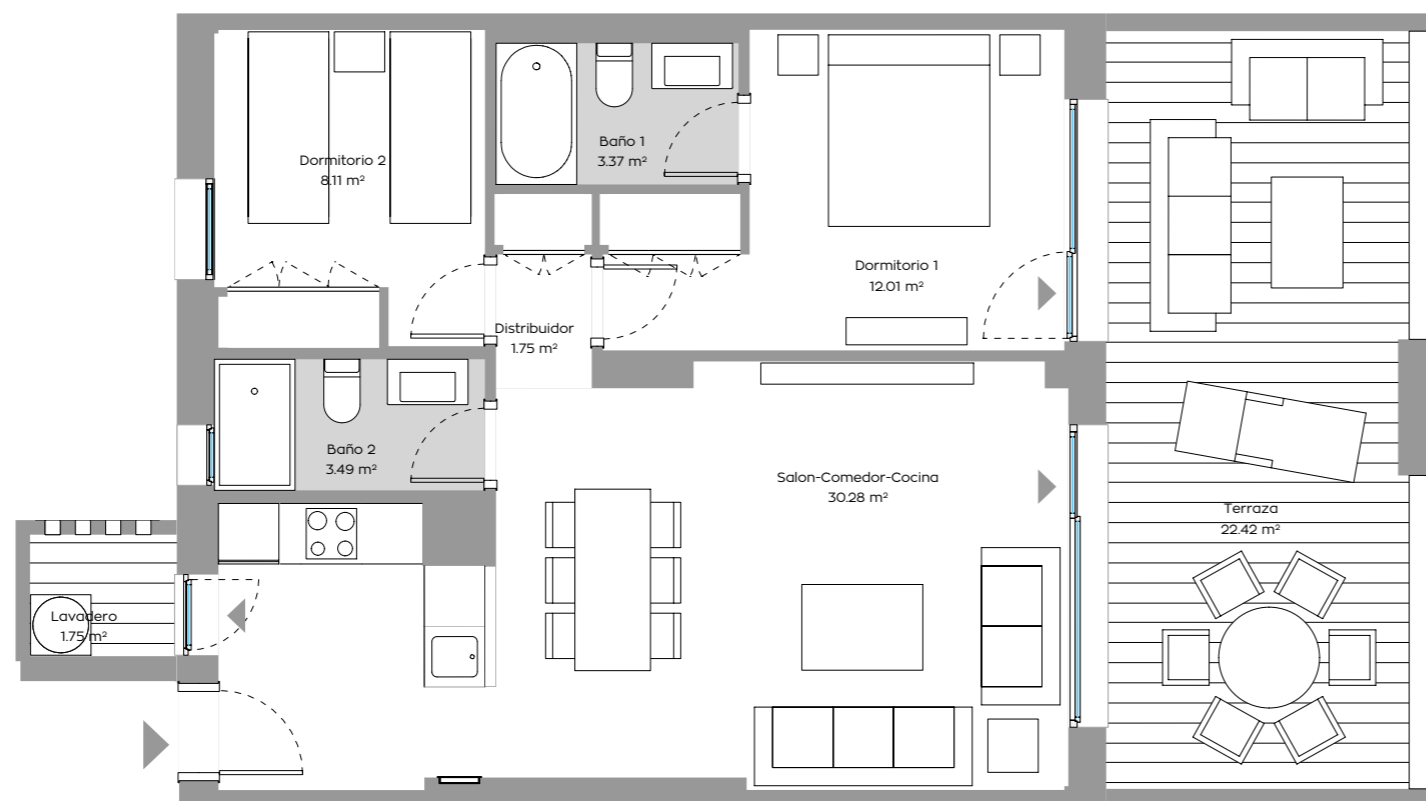 Baño 1
3.37 m²
Dormitorio 2
8.11 m²
Dormitorio 1
12.01 m²
Distribuidor
1.75 m²
Baño 2
3.49 m²
Salon-Comedor-Cocina
30.28 m²
Terraza
22.42 m²
Lavadero
1.75 m²